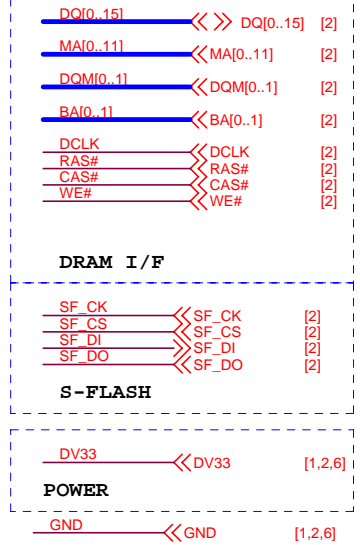 DQ[0..15] DQ[0..15] [2]
MA[0..11] MA[0..11] [2]
DQM[0..1] DQM[0..1] [2]
BA[0..1] BA[0..1] [2]
DCLK DCLK [2]
RAS# RAS# [2]
CAS# CAS# [2]
WE# WE# [2]
DRAM I/F
SF_CK SF_CK [2]
SF_CS SF_CS [2]
SF_DI SF_DI [2]
SF_DO SF_DO [2]
S-FLASH
DV33 DV33 [1,2,6]
POWER
GND GND [1,2,6]